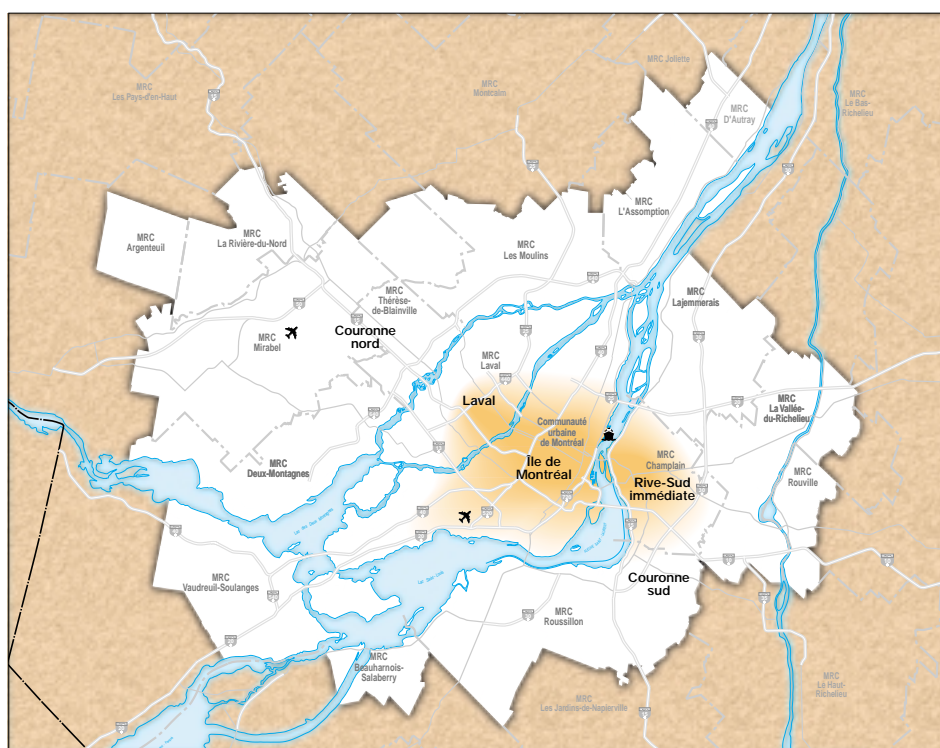 MRC Joliette
MRC
Les Pays-d'en-Haut
MRC
Montcalm
MRC
Le Bas-
Richelieu
MRC
D'Autray
MRC
L'Assomption
MRC
Argenteuil
MRC
La Rivière-du-Nord
MRC
Les Moulins
MRC
Thérèse-
de-Blainville
MRC
Lajemmerais
MRC
Mirabel
Couronne
nord
MRC
Laval
Laval
Communauté
urbaine
de Montréal
MRC
La Vallée-
du-Richelieu
MRC
Deux-Montagnes
Île de
Montréal
MRC
Champlain
Rive-Sud
immédiate
MRC
Rouville
MRC
Vaudreuil-Soulanges
Couronne
sud
MRC
Roussillon
MRC
Beauharnois-
Salaberry
MRC
Le Haut-
Richelieu
MRC
Les Jardins-de-Napierville